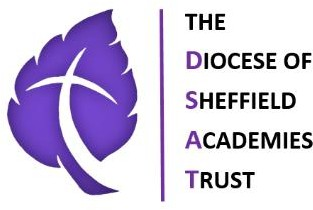 THE
DIOCESE OF
SHEFFIELD
ACADEMIES
TRUST